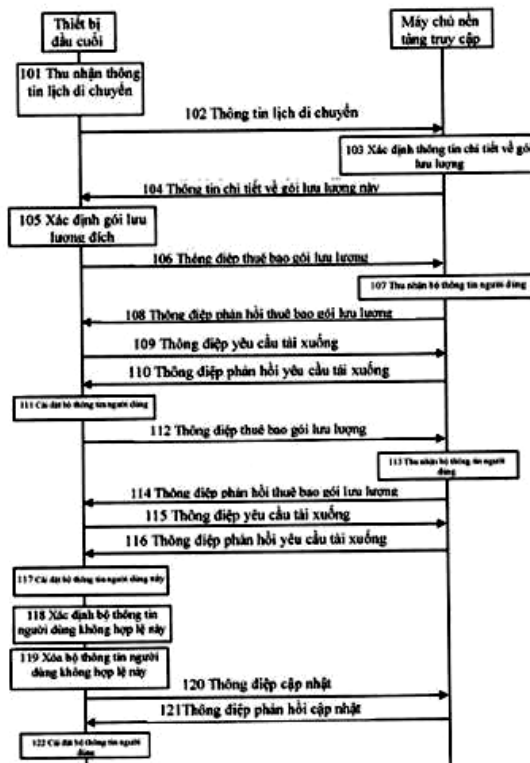 Thiết bị
đầu cuối
Máy chủ nền
tảng truy cập
101 Thu nhận thông
tin lịch di chuyển
102 Thông tin lịch di chuyển
103 Xác định thông tin chi tiết về gói
lưu lượng
104 Thông tin chi tiết về gói lưu lượng này
105 Xác định gói lưu
lượng đích
106 Thông điệp thuê bao gói lưu lượng
107 Thu nhận bộ thông tin người dùng
108 Thông điệp phản hồi thuê bao gói lưu lượng
109 Thông điệp yêu cầu tải xuống
110 Thông điệp phản hồi yêu cầu tải xuống
111 Cài đặt bộ thông tin người dùng
112 Thông điệp thuê bao gói lưu lượng
113 Thu nhận bộ thông tin người
dùng
114 Thông điệp phản hồi thuê bao gói lưu lượng
115 Thông điệp yêu cầu tải xuống
116 Thông điệp phản hồi yêu cầu tải xuống
117 Cài đặt bộ thông tin người dùng này
118 Xác định bộ thông tin
người dùng không hợp lệ này
119 Xóa bộ thông tin người
dùng không hợp lệ này
120 Thông điệp cập nhật
121Thông điệp phản hồi cập nhật
122 Cài đặt bộ thông tin người
dùng